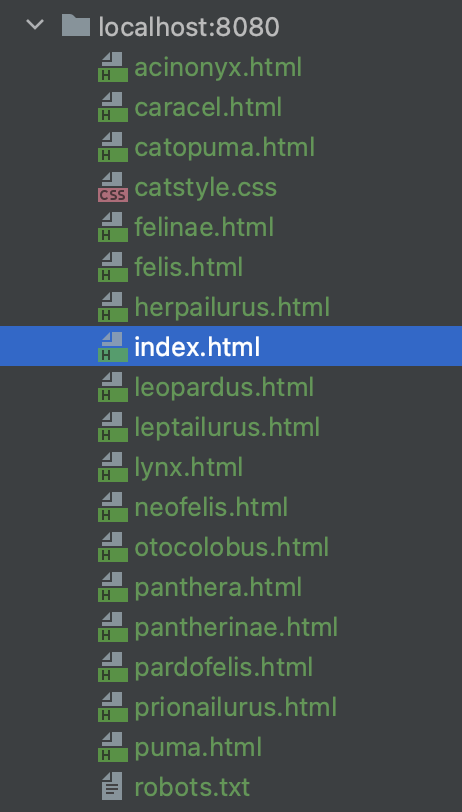 localhost:8080
acinonyx.html
caracel.html
catopuma.html
catstyle.css
felinae.html
felis.html
herpailurus.html
index.html
leopardus.html
leptailurus.html
lynx.html
neofelis.html
otocolobus.html
panthera.html
pantherinae.html
pardofelis.html
prionailurus.html
puma.html
robots.txt